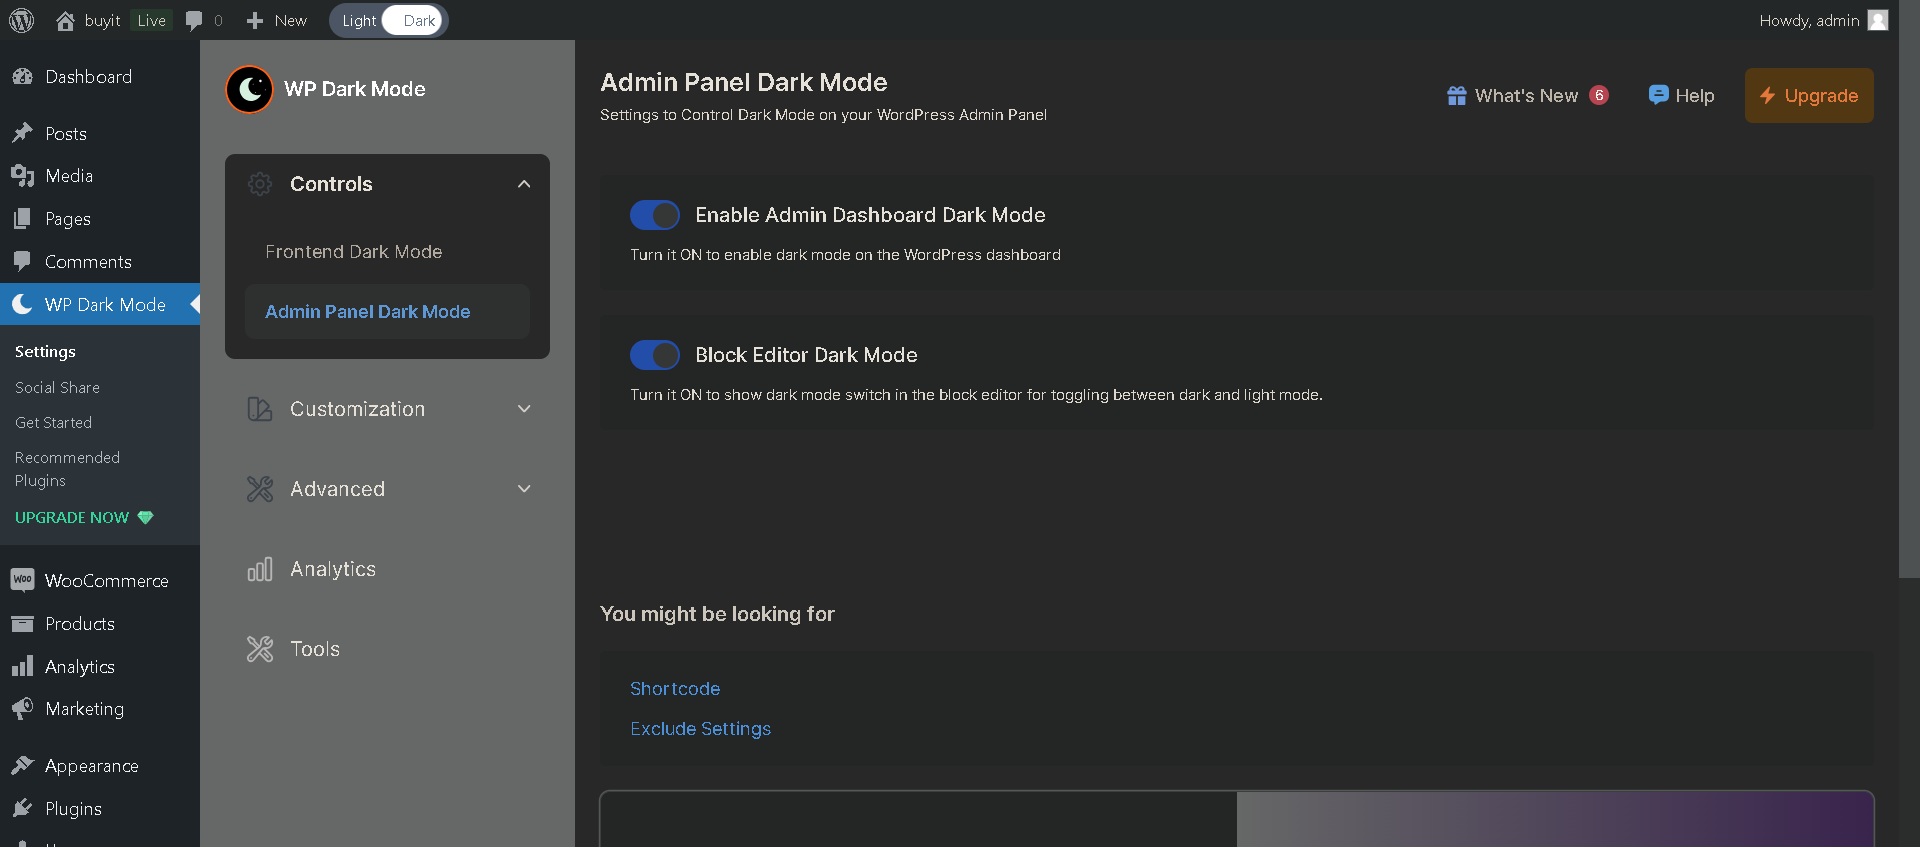 buyit
Live
0
New
Light
Dark
Howdy, admin
Dashboard
Posts
Media
Pages
Comments
WP Dark Mode
Settings
Social Share
Get Started
Recommended
Plugins
UPGRADE NOW
Woo
WooCommerce
Products
Analytics
Marketing
Appearance
Plugins
WP Dark Mode
Controls
Frontend Dark Mode
Admin Panel Dark Mode
Customization
Advanced
Analytics
Tools
Admin Panel Dark Mode
Settings to Control Dark Mode on your WordPress Admin Panel
What's New 6
Help
Upgrade
Enable Admin Dashboard Dark Mode
Turn it ON to enable dark mode on the WordPress dashboard
Block Editor Dark Mode
Turn it ON to show dark mode switch in the block editor for toggling between dark and light mode.
You might be looking for
Shortcode
Exclude Settings